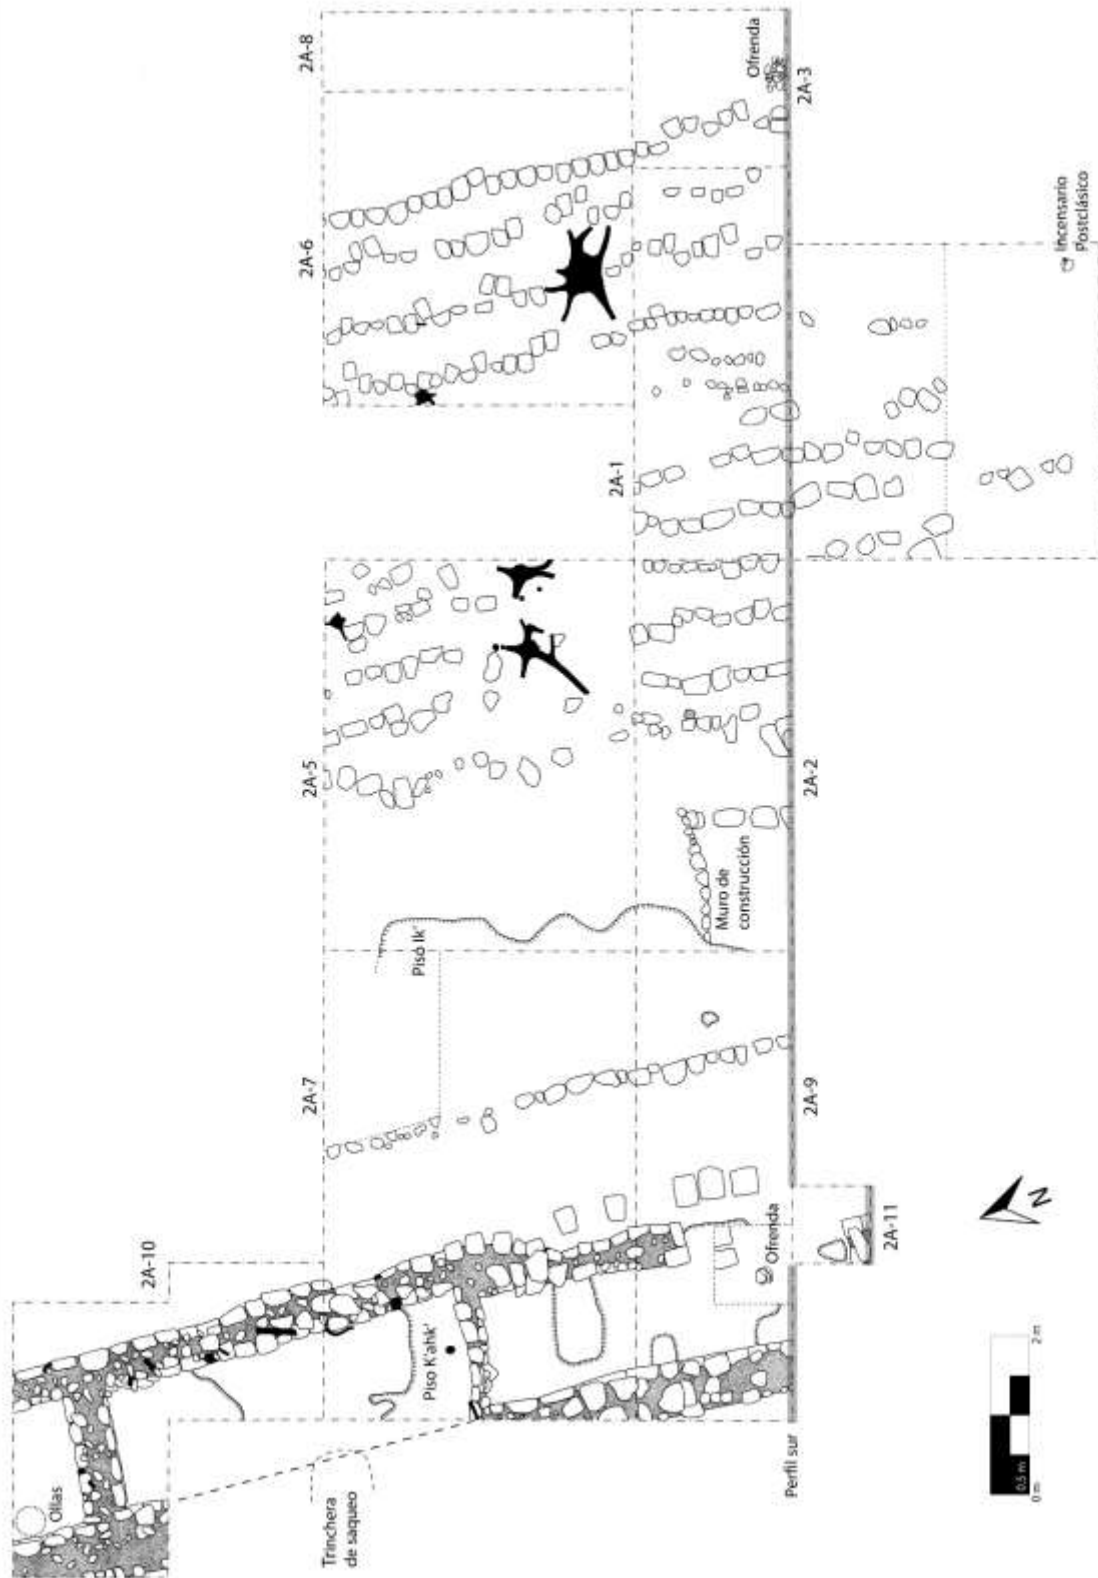 2A-8
Ofrenda
2A-3
2A-6
Incensario
Postclásico
2A-1
2A-5
2A-2
Muro de
construcción
Piso Ik'
2A-7
2A-9
2A-10
Ofrenda
2A-11
Piso K'ahk'
Ollas
Trinchera
de saqueo
Perfil sur
N
0 m
0.5 m
2 m